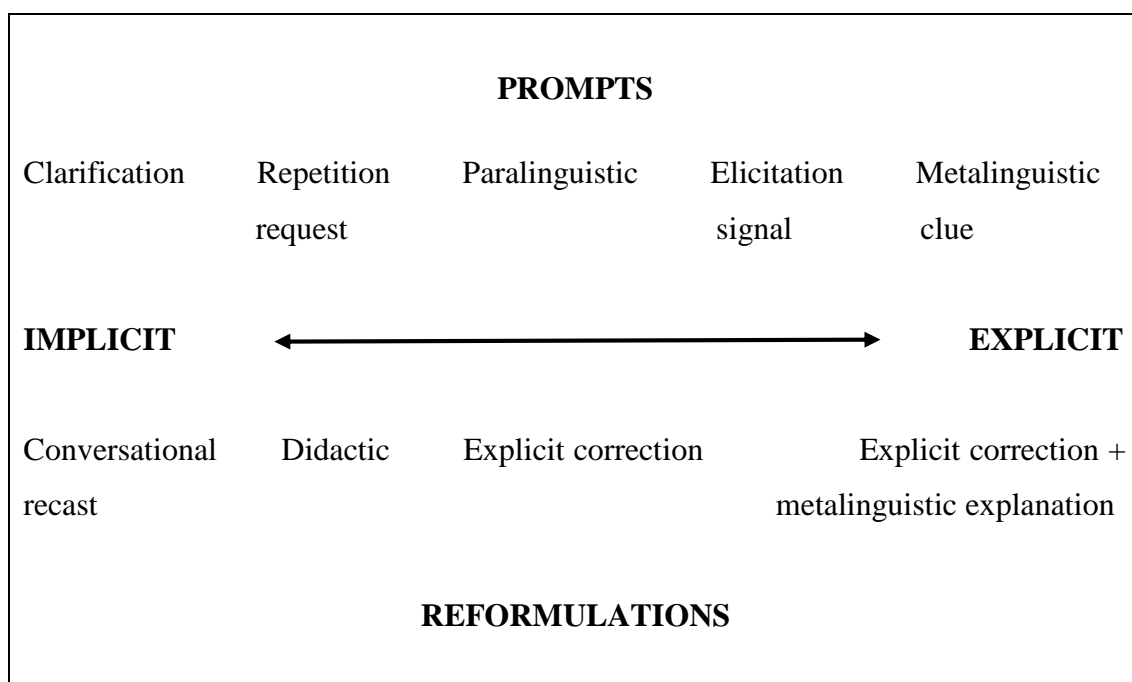 PROMPTS
Clarification Repetition Paralinguistic Elicitation Metalinguistic
request signal clue
IMPLICIT EXPLICIT
Conversational Didactic Explicit correction Explicit correction +
recast metalinguistic explanation
REFORMULATIONS